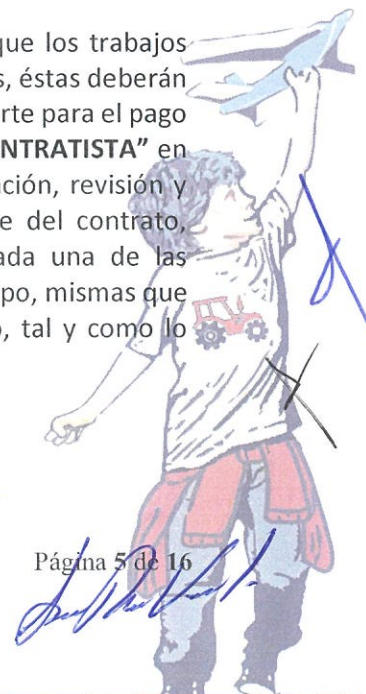 que los trabajos
s, éstas deberán
rte para el pago
NTRATISTA" en
ación, revisión y
e del contrato,
ada una de las
po, mismas que
o, tal y como lo
Página 5 de 16